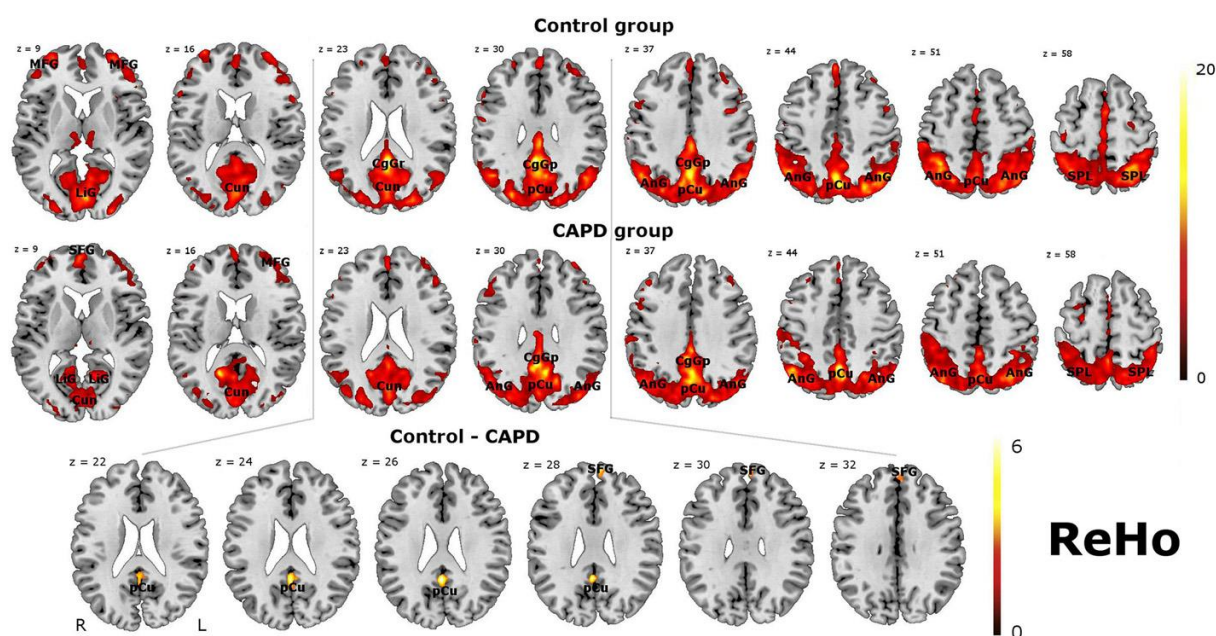 Control group
z = 9 z = 16 z = 23 z = 30 z = 37 z = 44 z = 51 z = 58
MFG MFG
20
CgGr CgGp CgGp
LiG Cun Cun pCu AnG pCu AnG AnG pCu AnG AnG pCu AnG SPL SPL
CAPD group
z = 9 z = 16 z = 23 z = 30 z = 37 z = 44 z = 51 z = 58
SFG MFG
CgGp CgGp
LiG LiG Cun AnG pCu AnG AnG pCu AnG AnG pCu AnG pCu AnG SPL SPL
Cun Cun
0
Control - CAPD
6
z = 22 z = 24 z = 26 z = 28 z = 30 z = 32
SFG SFG SFG
ReHo
pCu pCu pCu pCu
R L
0